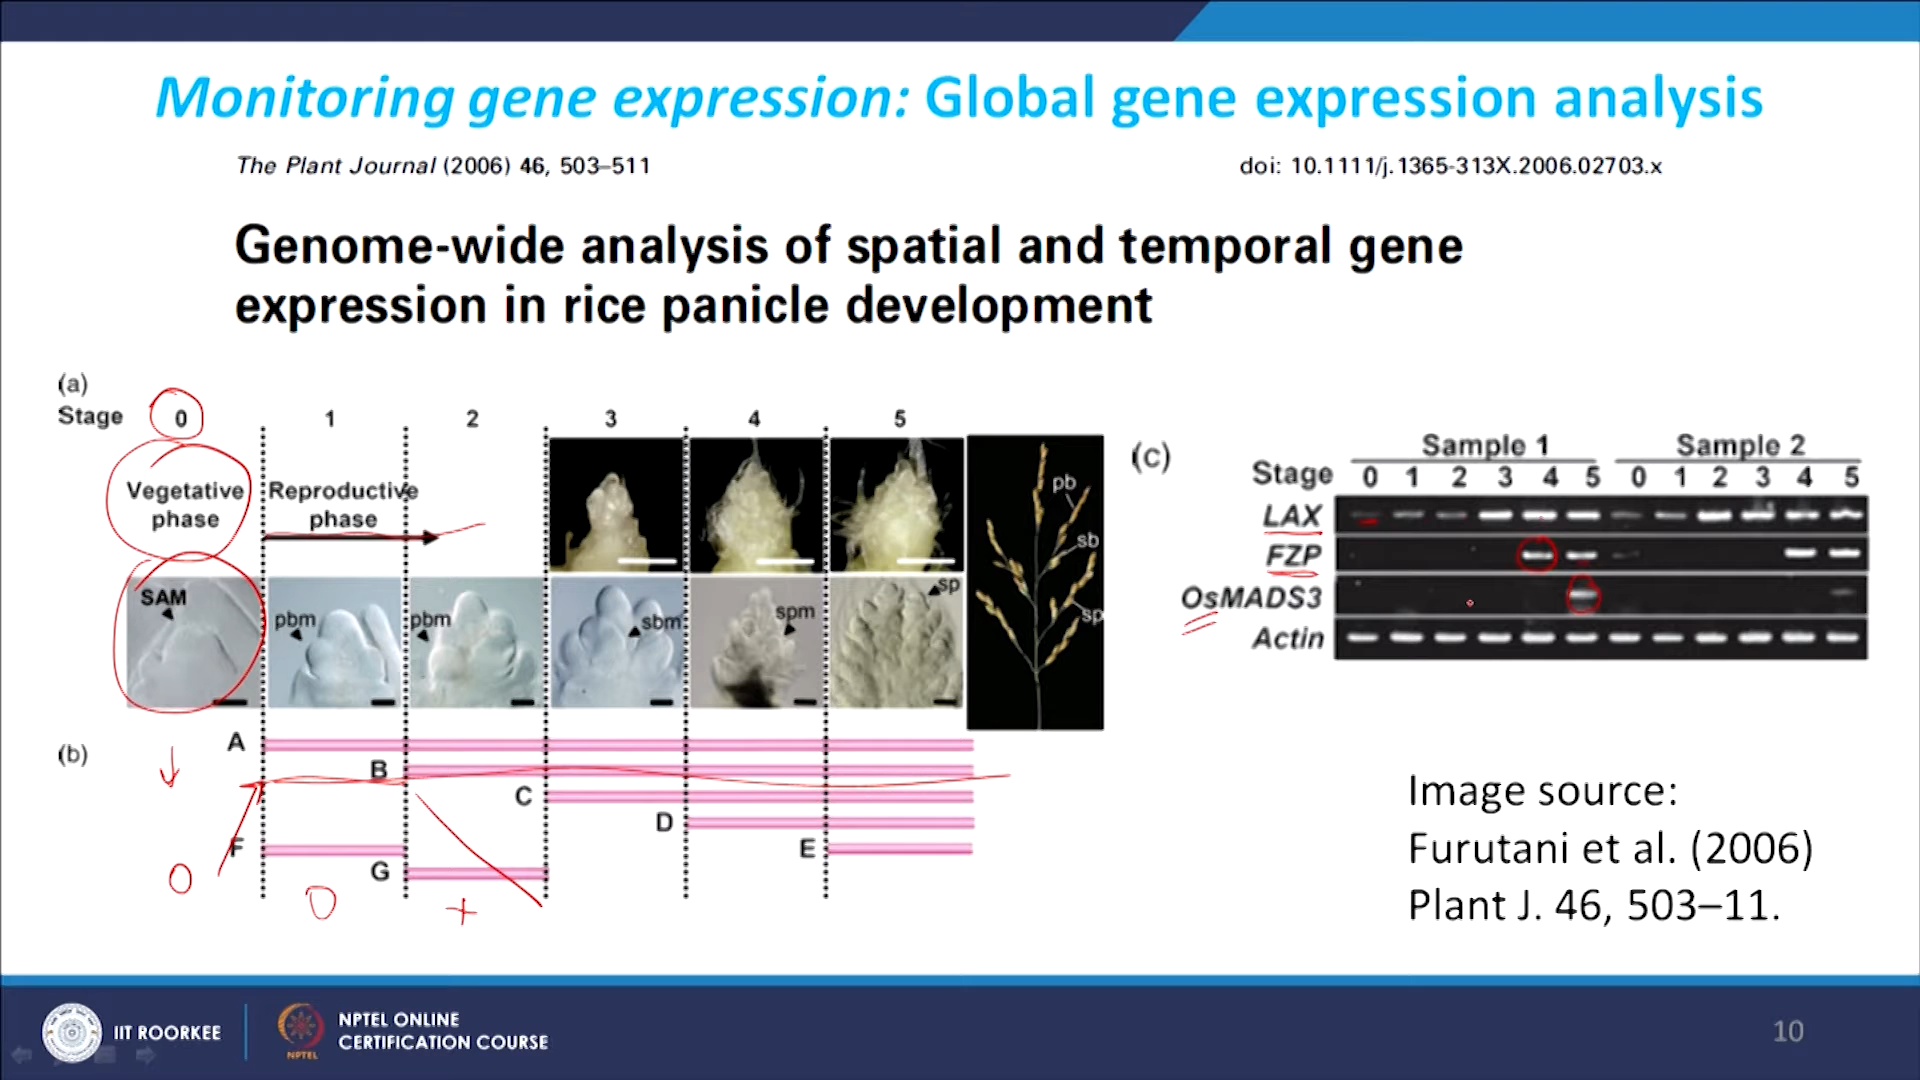 Monitoring gene expression: Global gene expression analysis
The Plant Journal (2006) 46, 503–511
doi: 10.1111/j.1365-313X.2006.02703.x
Genome-wide analysis of spatial and temporal gene
expression in rice panicle development
(a)
Stage 0 1 2 3 4 5
Vegetative
phase
Reproductive
phase
SAM
pbm
pbm
sbm
spm
sp
pb
sb
sp
(b)
A
B
C
D
E
F
G
0
0
+
(c)
Sample 1 Sample 2
Stage 0 1 2 3 4 5 0 1 2 3 4 5
LAX
FZP
OsMADS3
Actin
Image source:
Furutani et al. (2006)
Plant J. 46, 503–11.
IIT ROORKEE
NPTEL
NPTEL ONLINE
CERTIFICATION COURSE
10